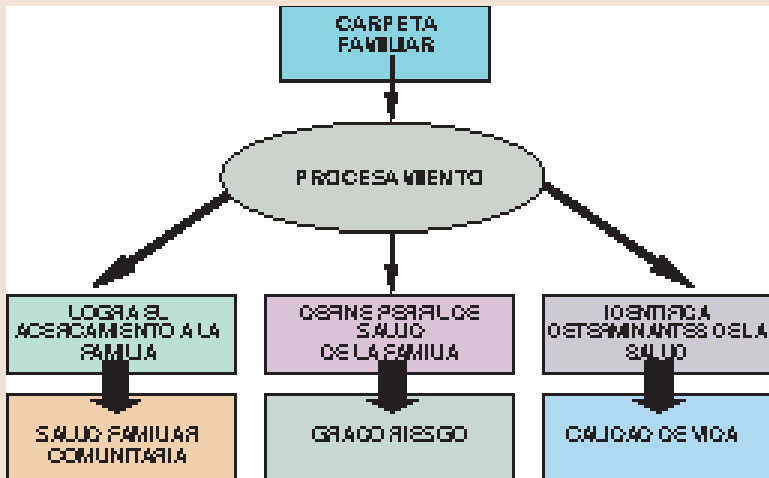 CARPETA
FAMILIAR
PROCESAMIENTO
LOGRA EL
ACERCAMIENTO A LA
FAMILIA
DEFINE PERFIL DE
SALUD
DE LA FAMILIA
IDENTIFICA
DETERMINANTES DE LA
SALUD
SALUD FAMILIAR
COMUNITARIA
GRADO RIESGO
CALIDAD DE VIDA